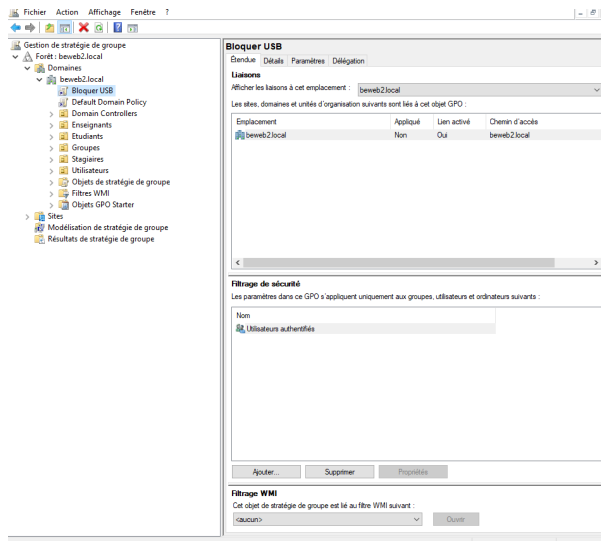 Fichier Action Affichage Fenêtre ?
Gestion de stratégie de groupe
Forêt : beweb2.local
Domaines
beweb2.local
Bloquer USB
Default Domain Policy
Domain Controllers
Enseignants
Etudiants
Groupes
Stagiaires
Utilisateurs
Objets de stratégie de groupe
Filtres WMI
Objets GPO Starter
Sites
Modélisation de stratégie de groupe
Résultats de stratégie de groupe
Bloquer USB
Étendue Détails Paramètres Délégation
Liaisons
Afficher les liaisons à cet emplacement : beweb2.local
Les sites, domaines et unités d'organisation suivants sont liés à cet objet GPO :
Emplacement Appliqué Lien activé Chemin d'accès
beweb2.local Non Oui beweb2.local
Filtrage de sécurité
Les paramètres dans ce GPO s'appliquent uniquement aux groupes, utilisateurs et ordinateurs suivants :
Nom
Utilisateurs authentifiés
Ajouter... Supprimer Propriétés
Filtrage WMI
Cet objet de stratégie de groupe est lié au filtre WMI suivant :
<aucun> Ouvrir